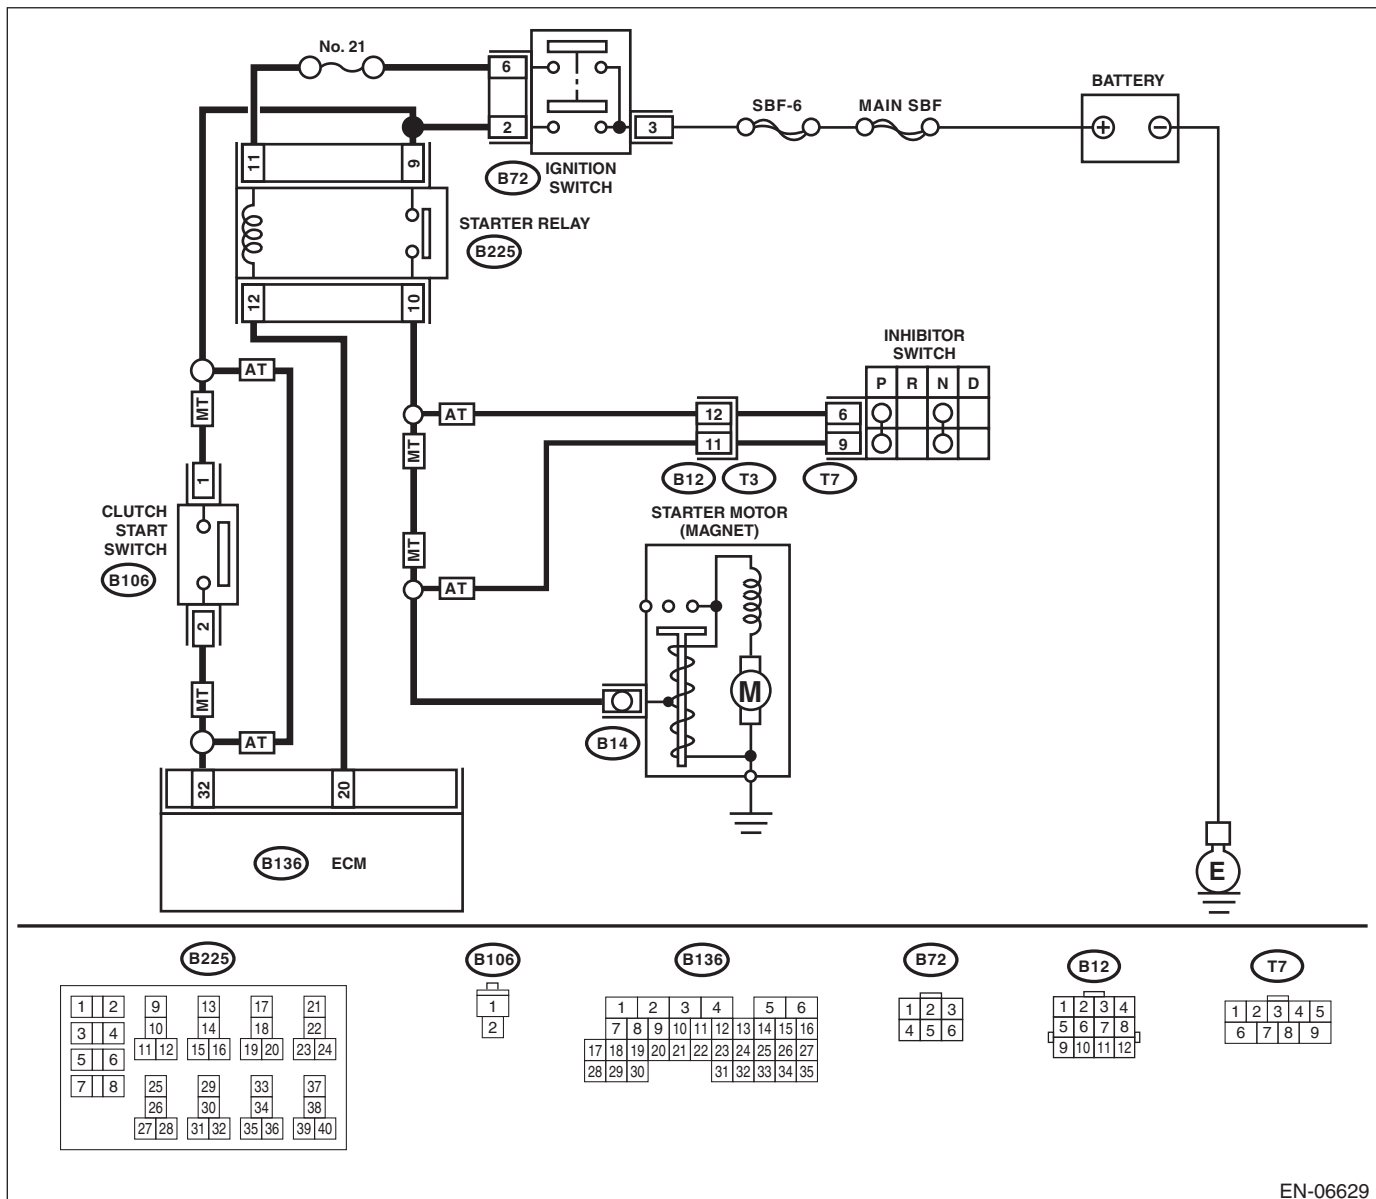 No. 21
6
2
3
B72
IGNITION
SWITCH
SBF-6
MAIN SBF
BATTERY
+
−
11
9
STARTER RELAY
B225
12
10
AT
MT
1
CLUTCH
START
SWITCH
B106
2
MT
AT
32
20
B136 ECM
AT
MT
MT
AT
12
11
6
9
B12
T3
T7
INHIBITOR
SWITCH
P R N D
STARTER MOTOR
(MAGNET)
M
B14
E
B225
1 2 9 13 17 21
3 4 10 14 18 22
11 12 15 16 19 20 23 24
5 6
7 8 25 29 33 37
26 30 34 38
27 28 31 32 35 36 39 40
B106
1
2
B136
1 2 3 4 5 6
7 8 9 10 11 12 13 14 15 16
17 18 19 20 21 22 23 24 25 26 27
28 29 30 31 32 33 34 35
B72
1 2 3
4 5 6
B12
1 2 3 4
5 6 7 8
9 10 11 12
T7
1 2 3 4 5
6 7 8 9
EN-06629